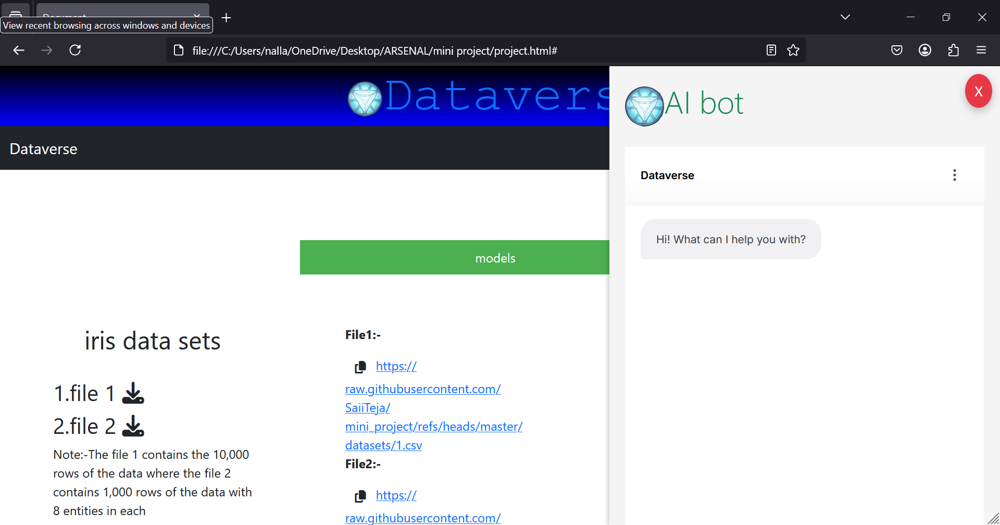 Document
View recent browsing across windows and devices
file:///C:/Users/nalla/OneDrive/Desktop/ARSENAL/mini project/project.html#
Datavers
Dataverse
models
iris data sets
1.file 1
2.file 2
Note:-The file 1 contains the 10,000
rows of the data where the file 2
contains 1,000 rows of the data with
8 entities in each
File1:-
https://
raw.githubusercontent.com/
SaiiTeja/
mini_project/refs/heads/master/
datasets/1.csv
File2:-
https://
raw.githubusercontent.com/
AI bot
X
Dataverse
Hi! What can I help you with?